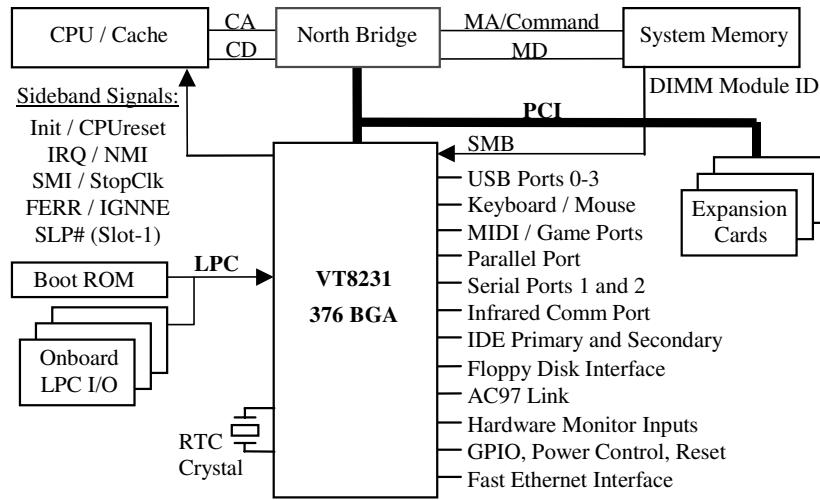 CPU / Cache
CA
CD
North Bridge
MA/Command
MD
System Memory
DIMM Module ID
Sideband Signals:
Init / CPUreset
IRQ / NMI
SMI / StopClk
FERR / IGNNE
SLP# (Slot-1)
PCI
SMB
Expansion
Cards
Boot ROM
LPC
Onboard
LPC I/O
RTC
Crystal
VT8231
376 BGA
USB Ports 0-3
Keyboard / Mouse
MIDI / Game Ports
Parallel Port
Serial Ports 1 and 2
Infrared Comm Port
IDE Primary and Secondary
Floppy Disk Interface
AC97 Link
Hardware Monitor Inputs
GPIO, Power Control, Reset
Fast Ethernet Interface